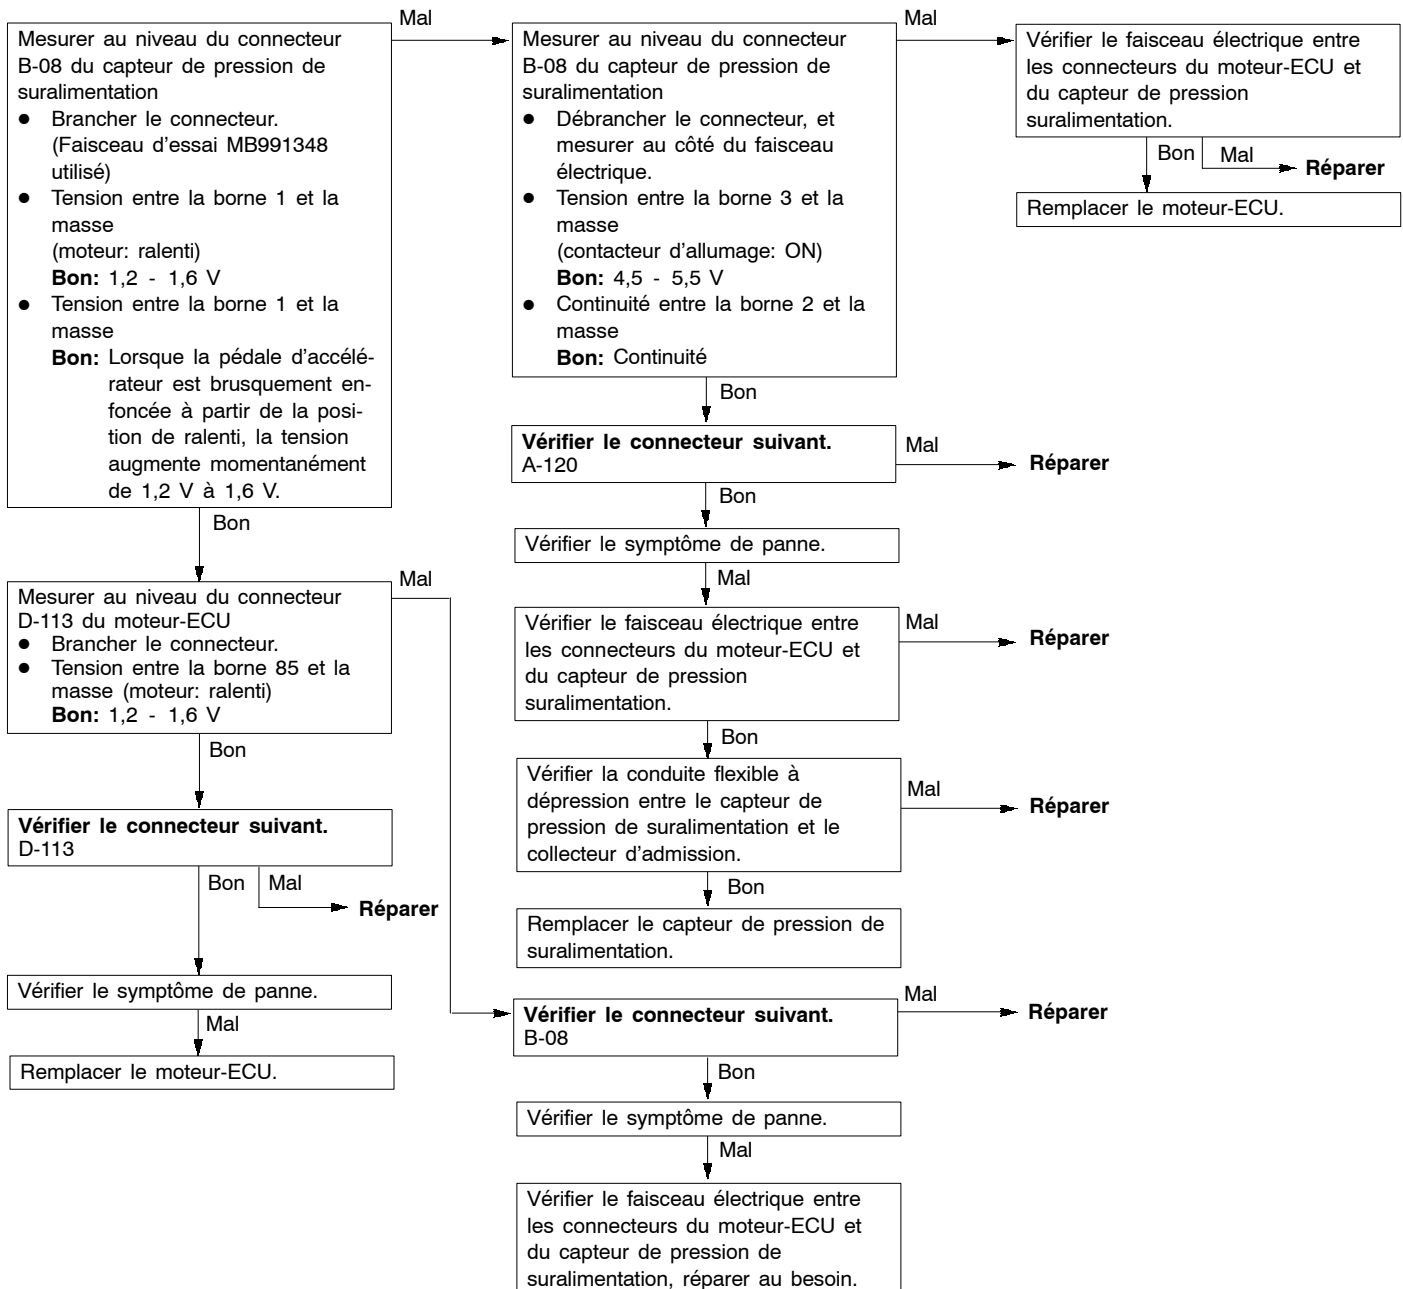 Mesurer au niveau du connecteur
B-08 du capteur de pression de
suralimentation
● Brancher le connecteur.
(Faisceau d'essai MB991348
utilisé)
● Tension entre la borne 1 et la
masse
(moteur: ralenti)
Bon: 1,2 - 1,6 V
● Tension entre la borne 1 et la
masse
Bon: Lorsque la pédale d'accélé-
rateur est brusquement en-
foncée à partir de la posi-
tion de ralenti, la tension
augmente momentanément
de 1,2 V à 1,6 V.
Mal
Bon
Mesurer au niveau du connecteur
D-113 du moteur-ECU
● Brancher le connecteur.
● Tension entre la borne 85 et la
masse (moteur: ralenti)
Bon: 1,2 - 1,6 V
Mal
Bon
Vérifier le connecteur suivant.
D-113
Bon
Mal
Réparer
Vérifier le symptôme de panne.
Mal
Remplacer le moteur-ECU.
Mesurer au niveau du connecteur
B-08 du capteur de pression de
suralimentation
● Débrancher le connecteur, et
mesurer au côté du faisceau
électrique.
● Tension entre la borne 3 et la
masse
(contacteur d'allumage: ON)
Bon: 4,5 - 5,5 V
● Continuité entre la borne 2 et la
masse
Bon: Continuité
Mal
Bon
Vérifier le connecteur suivant.
A-120
Mal
Réparer
Bon
Vérifier le symptôme de panne.
Mal
Vérifier le faisceau électrique entre
les connecteurs du moteur-ECU et
du capteur de pression
suralimentation.
Mal
Réparer
Bon
Vérifier la conduite flexible à
dépression entre le capteur de
pression de suralimentation et le
collecteur d'admission.
Mal
Réparer
Bon
Remplacer le capteur de pression de
suralimentation.
Vérifier le connecteur suivant.
B-08
Mal
Réparer
Bon
Vérifier le symptôme de panne.
Mal
Vérifier le faisceau électrique entre
les connecteurs du moteur-ECU et
du capteur de pression de
suralimentation, réparer au besoin.
Vérifier le faisceau électrique entre
les connecteurs du moteur-ECU et
du capteur de pression
suralimentation.
Bon
Mal
Réparer
Remplacer le moteur-ECU.